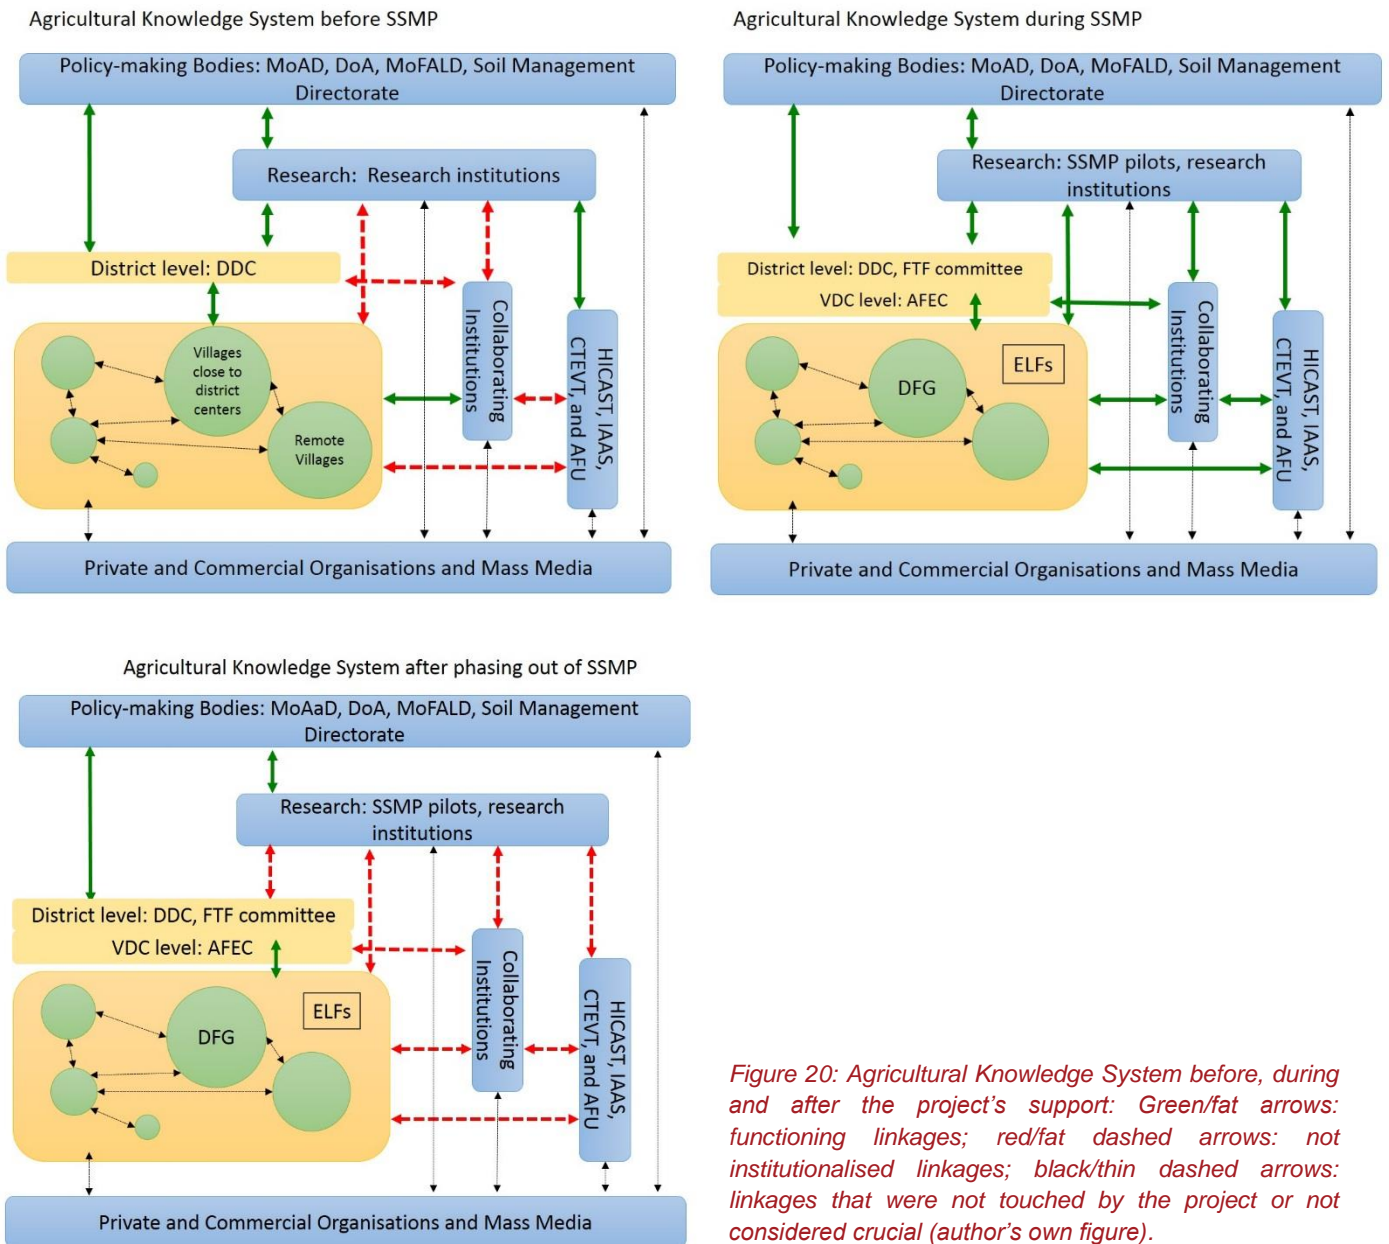 Agricultural Knowledge System before SSMP
Policy-making Bodies: MoAD, DoA, MoFALD, Soil Management
Directorate
Research: Research institutions
District level: DDC
Villages
close to
district
centers
Remote
Villages
Collaborating
Institutions
HICAST, IAAS,
CTEVT, and AFU
Private and Commercial Organisations and Mass Media
Agricultural Knowledge System during SSMP
Policy-making Bodies: MoAD, DoA, MoFALD, Soil Management
Directorate
Research: SSMP pilots, research
institutions
District level: DDC, FTF committee
VDC level: AFEC
ELFs
DFG
Collaborating
Institutions
HICAST, IAAS,
CTEVT, and AFU
Private and Commercial Organisations and Mass Media
Agricultural Knowledge System after phasing out of SSMP
Policy-making Bodies: MoAaD, DoA, MoFALD, Soil Management
Directorate
Research: SSMP pilots, research
institutions
District level: DDC, FTF committee
VDC level: AFEC
ELFs
DFG
Collaborating
Institutions
HICAST, IAAS,
CTEVT, and AFU
Private and Commercial Organisations and Mass Media
Figure 20: Agricultural Knowledge System before, during
and after the project's support: Green/fat arrows:
functioning linkages; red/fat dashed arrows: not
institutionalised linkages; black/thin dashed arrows:
linkages that were not touched by the project or not
considered crucial (author's own figure).